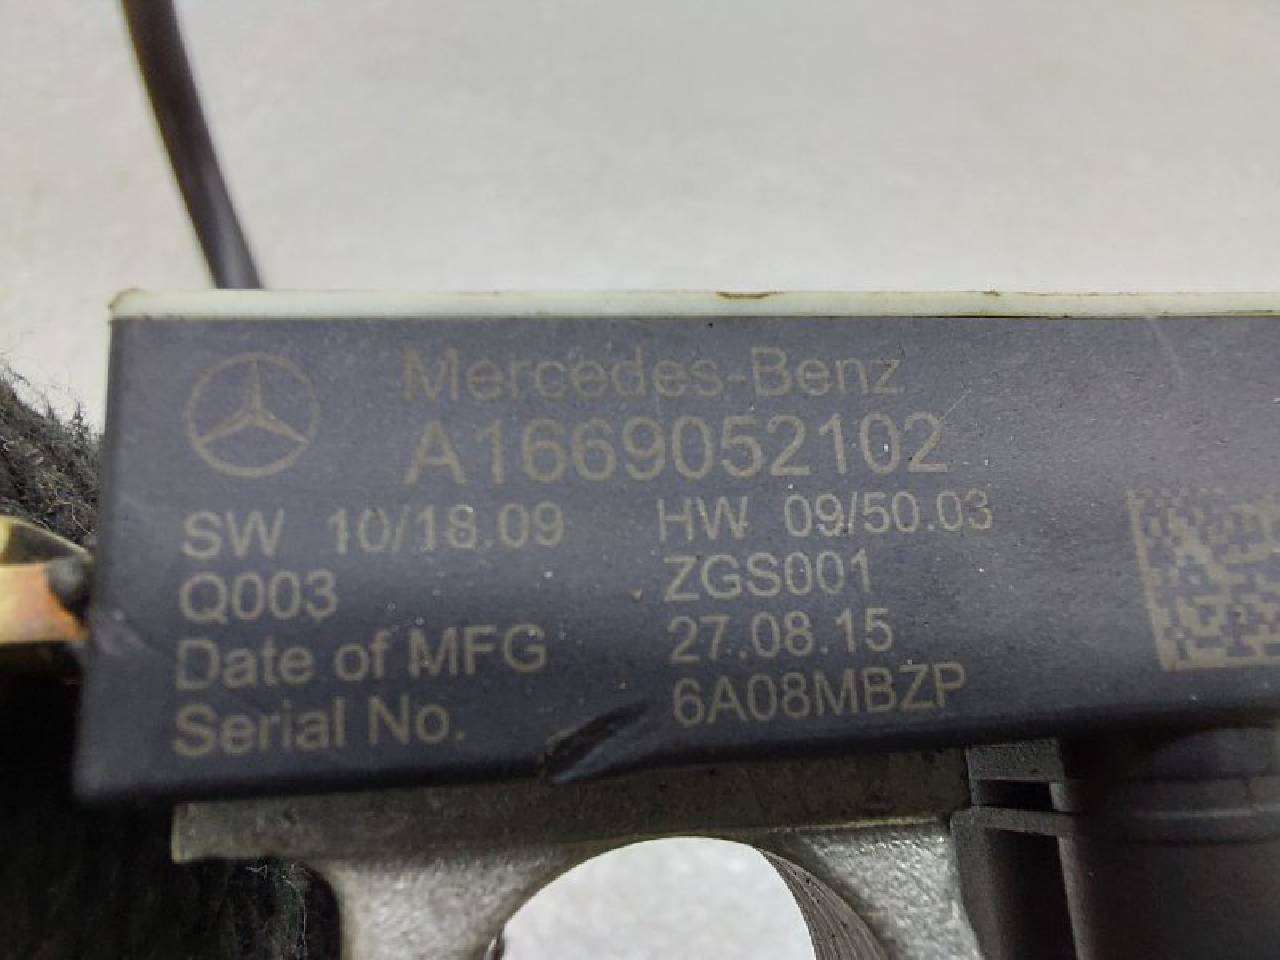 Mercedes-Benz
A1669052102
SW 10/18.09 HW 09/50.03
Q003 ZGS001
Date of MFG 27.08.15
Serial No. 6A08MBZP